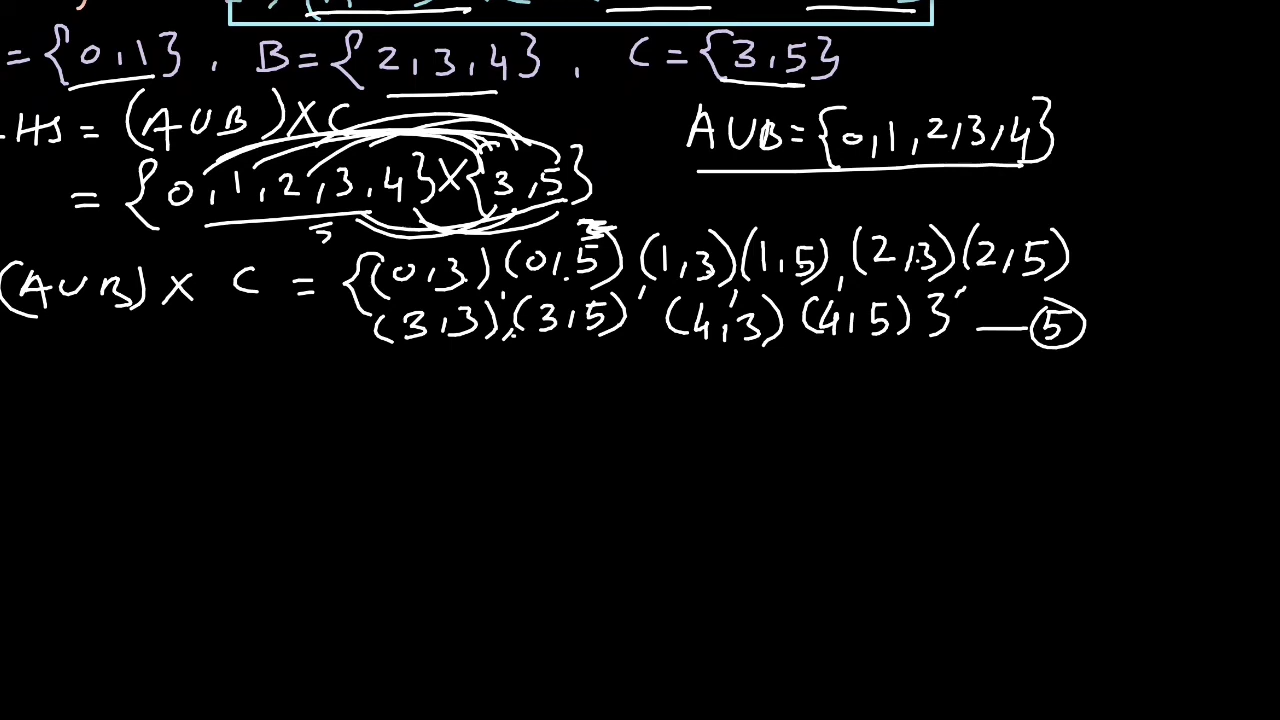 = {0,1}, B = {2,3,4}, C = {3,5}
LHS = (A∪B)×C
A∪B = {0,1,2,3,4}
= {0,1,2,3,4}×{3,5}
(A∪B) × C = {(0,3),(0,5),(1,3),(1,5),(2,3)(2,5),
(3,3),(3,5) (4,3) (4,5)} — 5